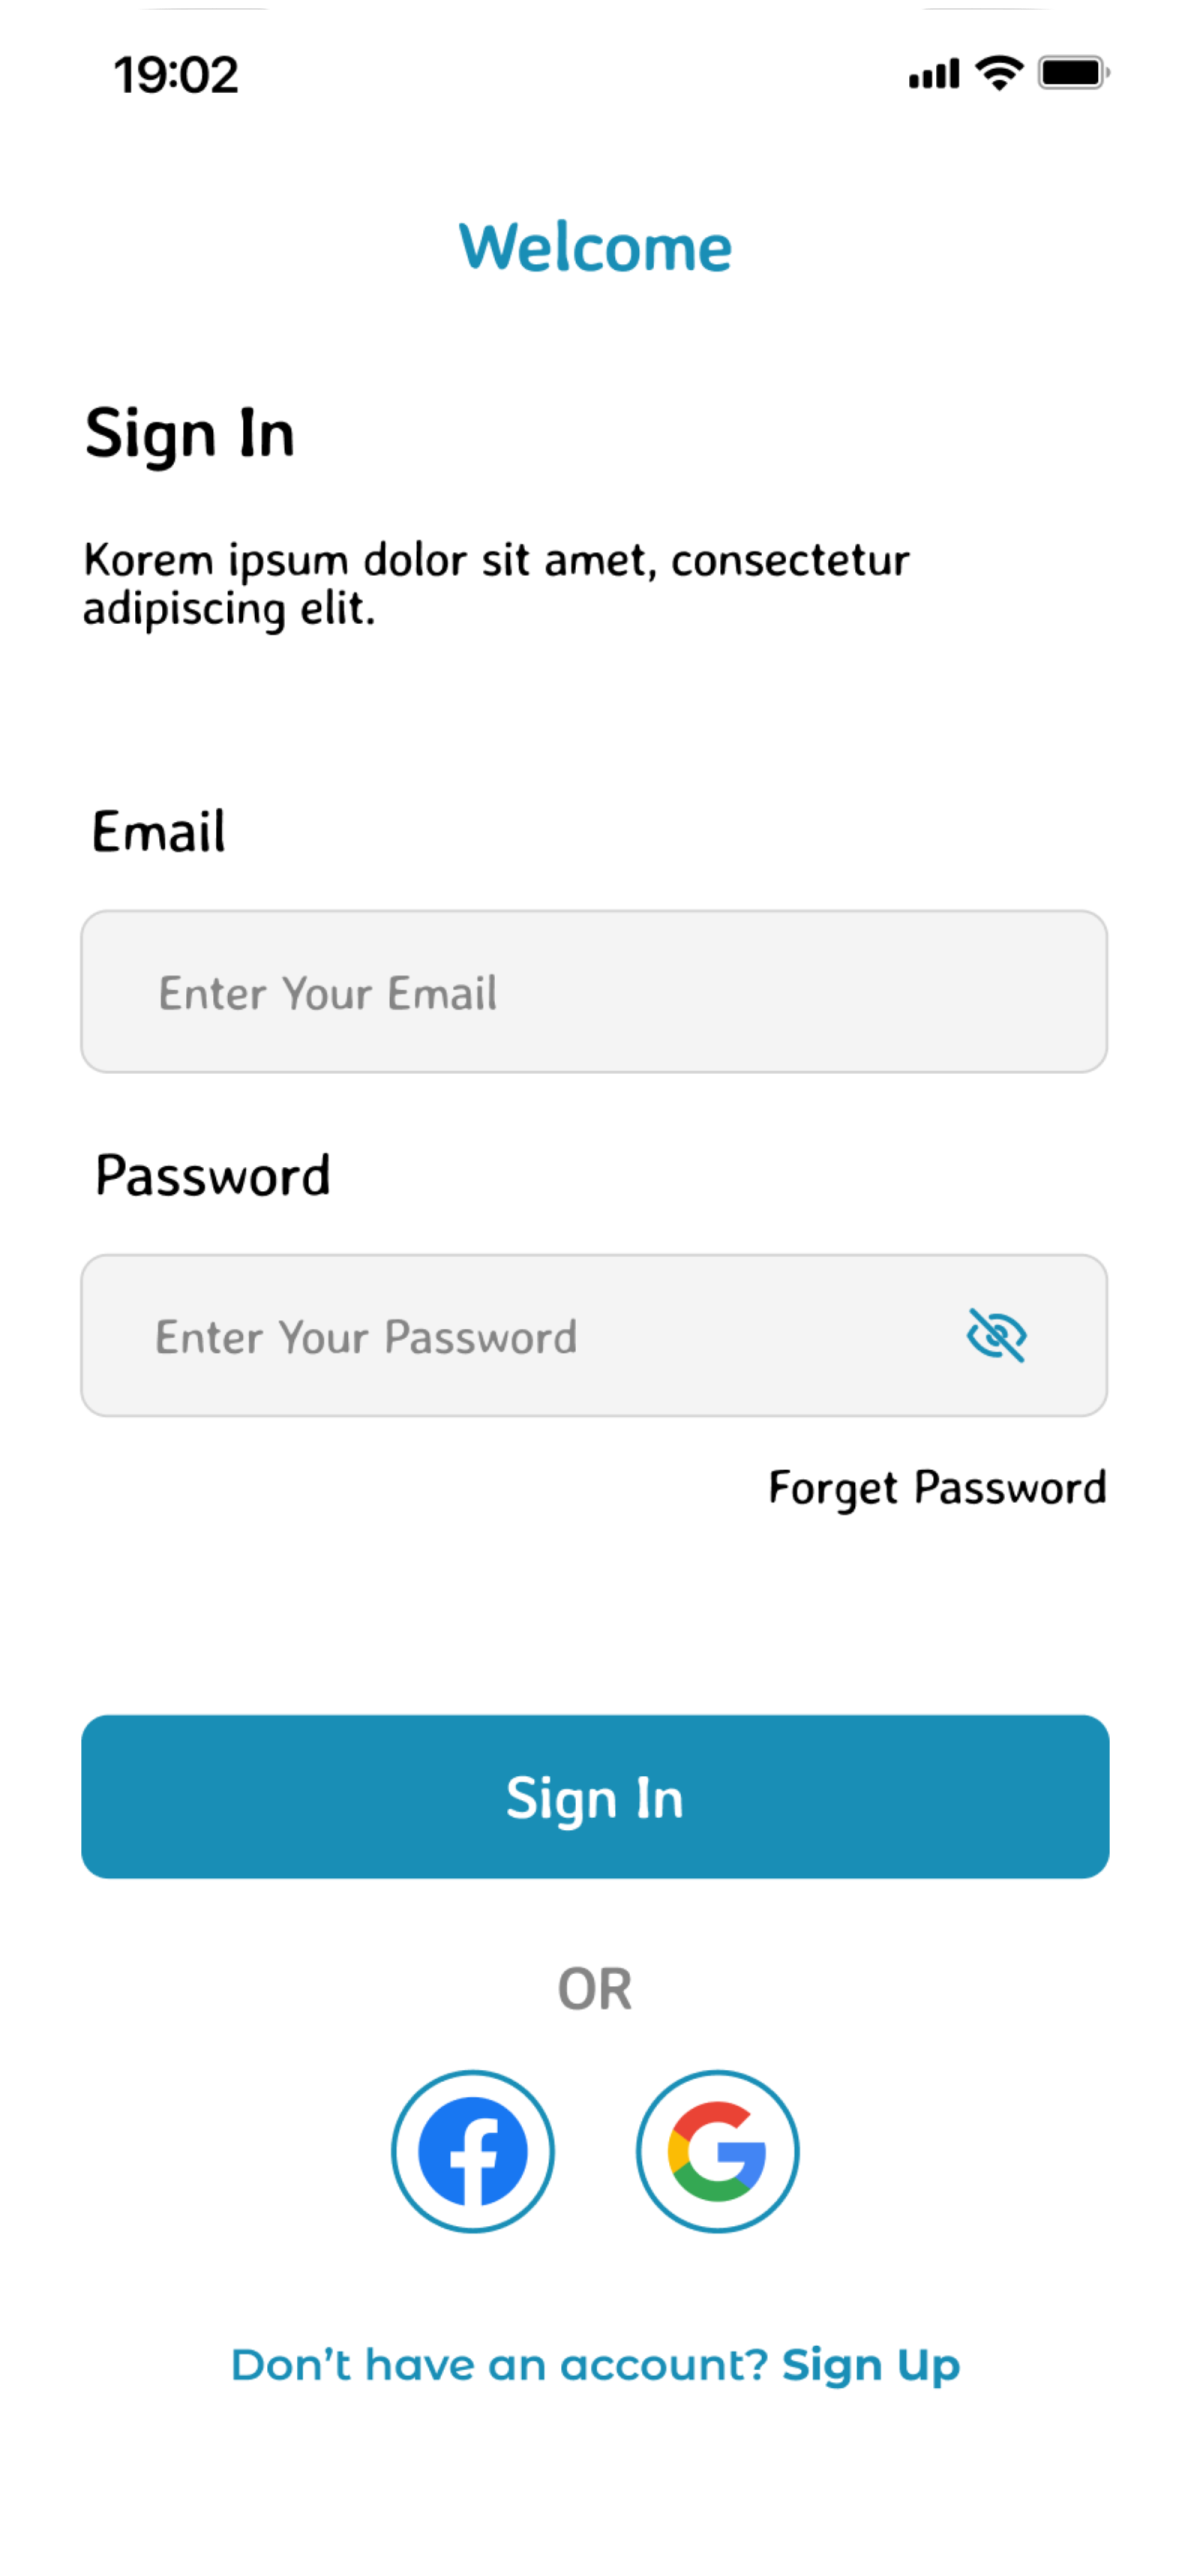 19:02
Welcome
Sign In
Korem ipsum dolor sit amet, consectetur
adipiscing elit.
Email
Enter Your Email
Password
Enter Your Password
Forget Password
Sign In
OR
Don’t have an account? Sign Up